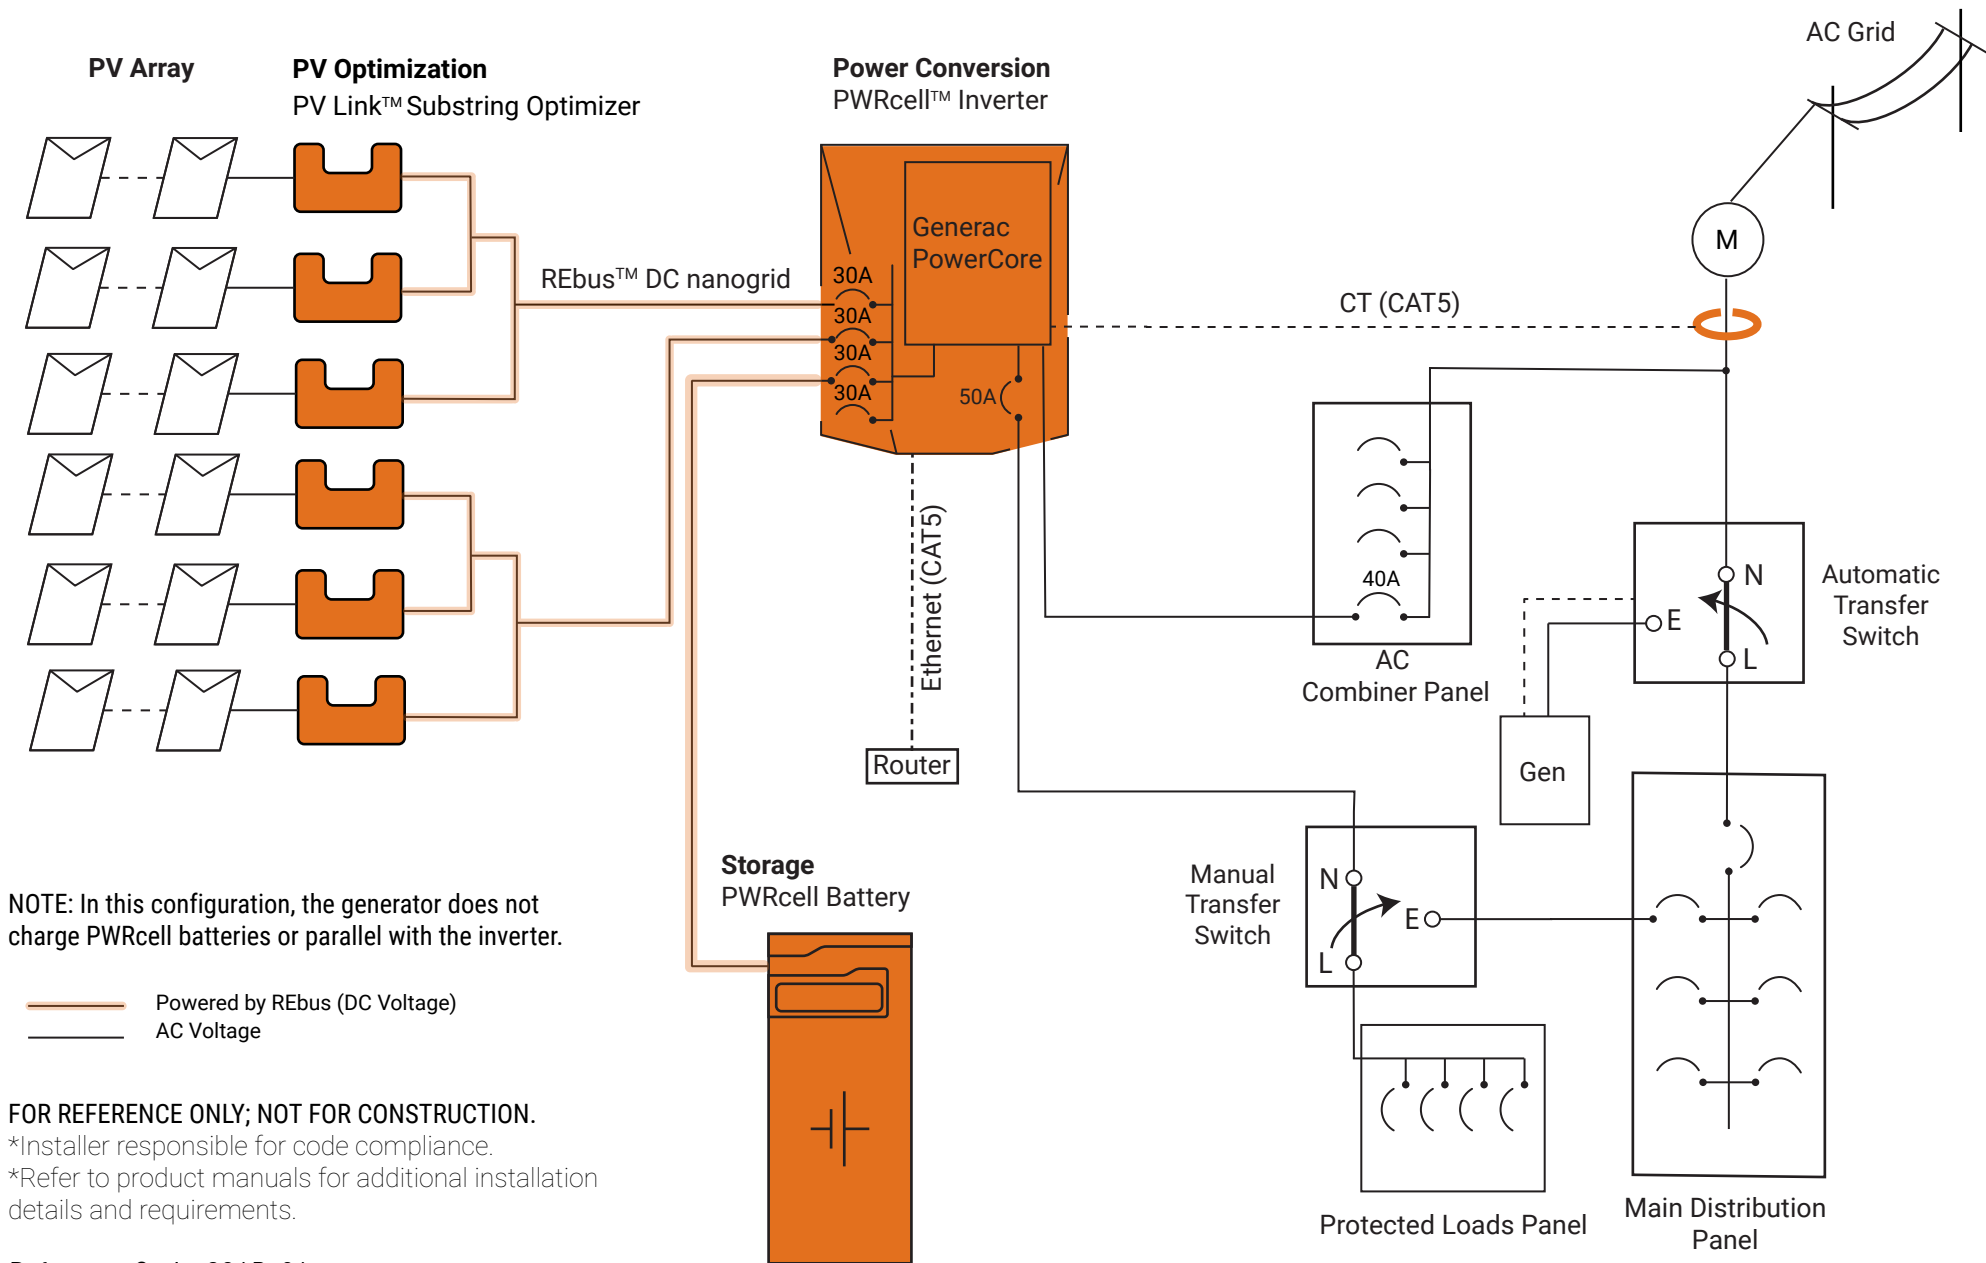 PV Array
PV Optimization
PV Link™ Substring Optimizer
Power Conversion
PWRcell™ Inverter
AC Grid
Generac
PowerCore
M
30A
30A
30A
30A
50A
REbus™ DC nanogrid
CT (CAT5)
Ethernet (CAT5)
Router
40A
AC
Combiner Panel
N
E
L
Automatic
Transfer
Switch
Gen
Storage
PWRcell Battery
Manual
Transfer
Switch
N
E
L
Protected Loads Panel
Main Distribution
Panel
NOTE: In this configuration, the generator does not
charge PWRcell batteries or parallel with the inverter.
Powered by REbus (DC Voltage)
AC Voltage
FOR REFERENCE ONLY; NOT FOR CONSTRUCTION.
*Installer responsible for code compliance.
*Refer to product manuals for additional installation
details and requirements.